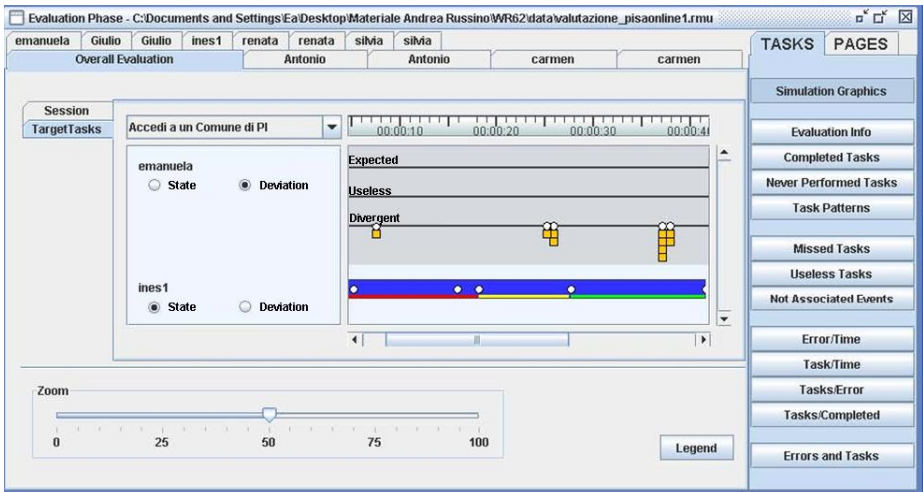 Evaluation Phase - C:\Documents and Settings\Ea\Desktop\Materiale Andrea Russino\WR62\data\valutazione_pisaonline1.rmu
emanuela Giulio Giulio ines1 renata renata silvia silvia
Overall Evaluation Antonio Antonio carmen carmen
TASKS PAGES
Session
TargetTasks
Accedi a un Comune di PI
00:00:10 00:00:20 00:00:30 00:00:4
emanuela
State Deviation
Expected
Useless
Divergent
ines1
State Deviation
Zoom
0 25 50 75 100
Legend
Simulation Graphics
Evaluation Info
Completed Tasks
Never Performed Tasks
Task Patterns
Missed Tasks
Useless Tasks
Not Associated Events
Error/Time
Task/Time
Tasks/Error
Tasks/Completed
Errors and Tasks